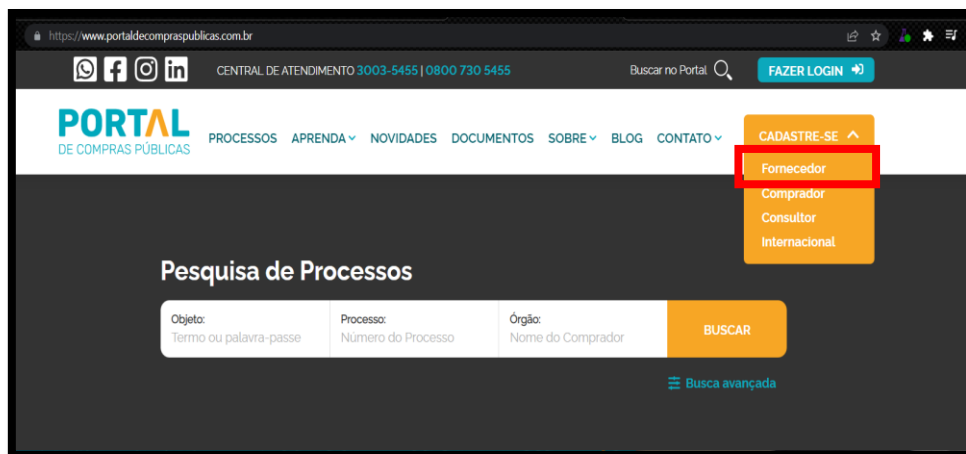 https://www.portaldecompraspublicas.com.br
CENTRAL DE ATENDIMENTO 3003-5455 | 0800 730 5455
Buscar no Portal
FAZER LOGIN
PORTAL
DE COMPRAS PÚBLICAS
PROCESSOS APRENDA NOVIDADES DOCUMENTOS SOBRE BLOG CONTATO
CADASTRE-SE
Fornecedor
Comprador
Consultor
Internacional
Pesquisa de Processos
Objeto: Processo: Órgão:
Termo ou palavra-passe Número do Processo Nome do Comprador
BUSCAR
Busca avançada